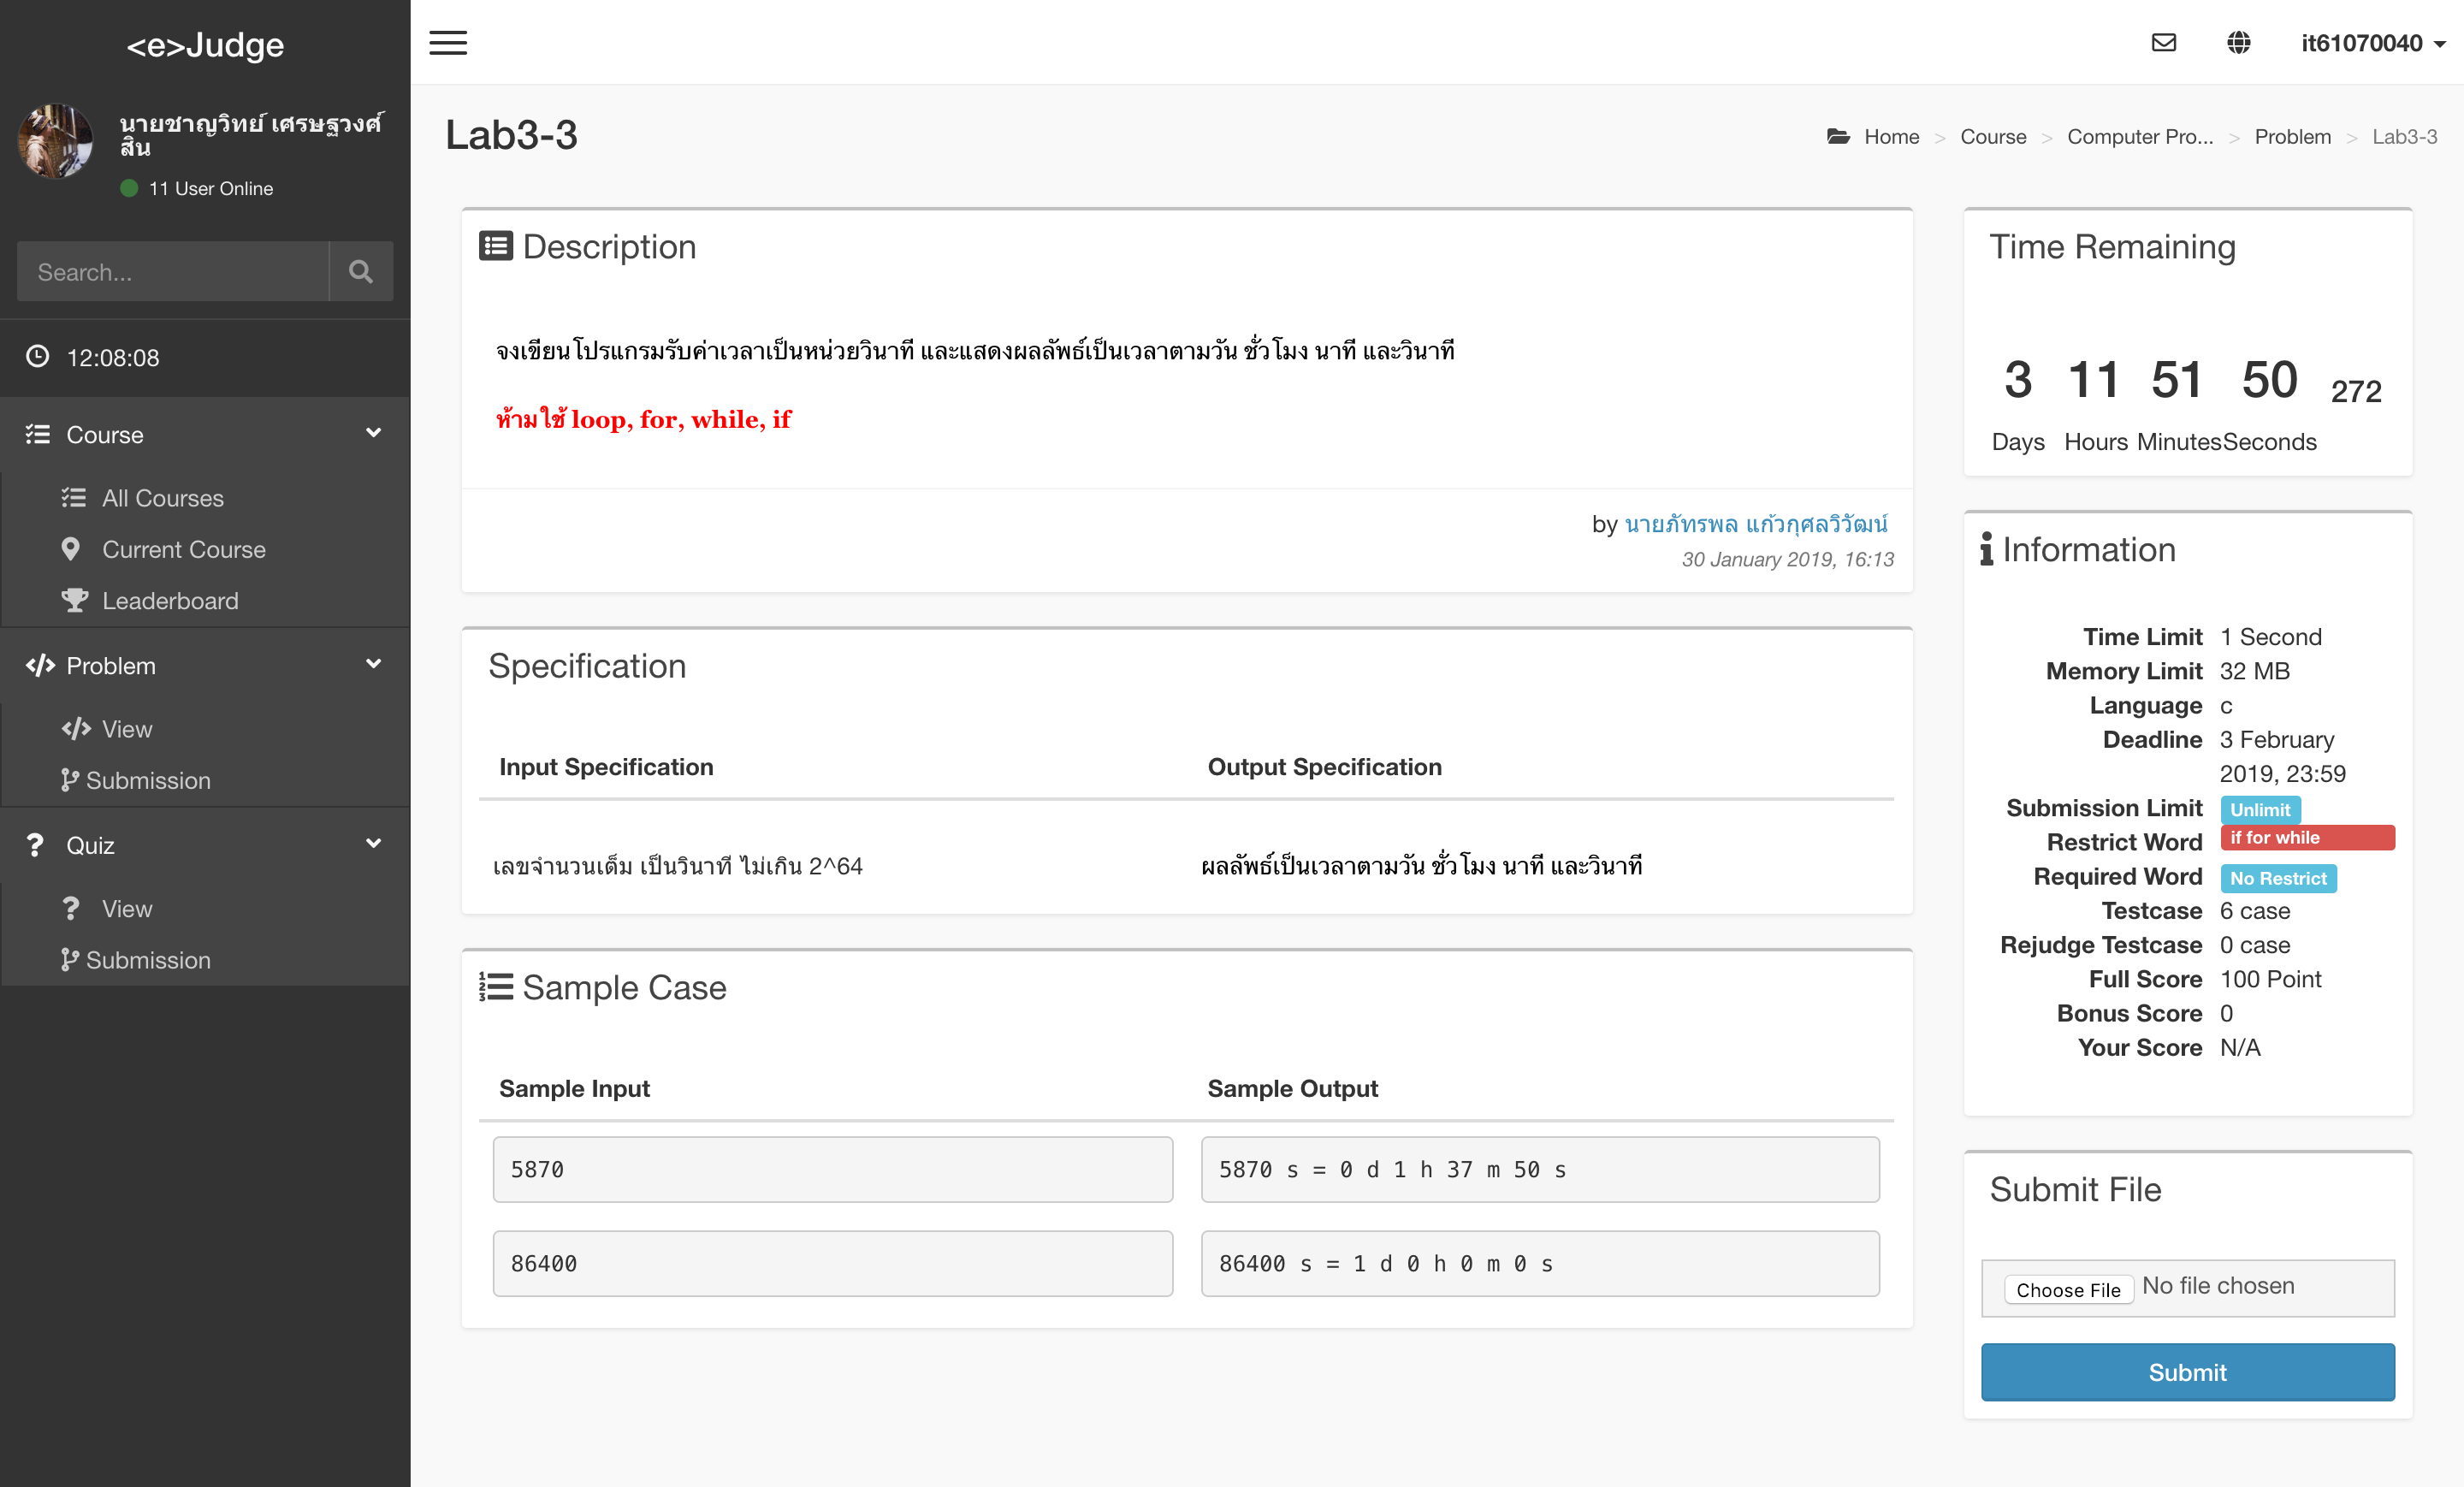 <e>Judge
นายชาญวิทย์ เศรษฐวงศ์
สิน
11 User Online
Search...
12:08:08
Course
All Courses
Current Course
Leaderboard
Problem
View
Submission
Quiz
View
Submission
it61070040
Lab3-3
Home > Course > Computer Pro... > Problem > Lab3-3
Description
จงเขียนโปรแกรมรับค่าเวลาเป็นหน่วยวินาที และแสดงผลลัพธ์เป็นเวลาตามวัน ชั่วโมง นาที และวินาที
ห้ามใช้ loop, for, while, if
by นายภัทรพล แก้วกุศลวิวัฒน์
30 January 2019, 16:13
Specification
Input Specification Output Specification
เลขจำนวนเต็ม เป็นวินาที ไม่เกิน 2^64 ผลลัพธ์เป็นเวลาตามวัน ชั่วโมง นาที และวินาที
Sample Case
Sample Input Sample Output
5870 5870 s = 0 d 1 h 37 m 50 s
86400 86400 s = 1 d 0 h 0 m 0 s
Time Remaining
3 11 51 50 272
Days Hours Minutes Seconds
Information
Time Limit 1 Second
Memory Limit 32 MB
Language c
Deadline 3 February
2019, 23:59
Submission Limit Unlimit
Restrict Word if for while
Required Word No Restrict
Testcase 6 case
Rejudge Testcase 0 case
Full Score 100 Point
Bonus Score 0
Your Score N/A
Submit File
Choose File No file chosen
Submit